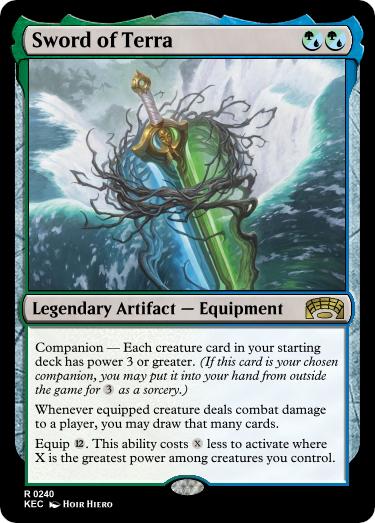 Sword of Terra
Legendary Artifact — Equipment
Companion — Each creature card in your starting
deck has power 3 or greater. (If this card is your chosen
companion, you may put it into your hand from outside
the game for 3 as a sorcery.)
Whenever equipped creature deals combat damage
to a player, you may draw that many cards.
Equip 12. This ability costs X less to activate where
X is the greatest power among creatures you control.
R 0240
KEC Hoir Hiero